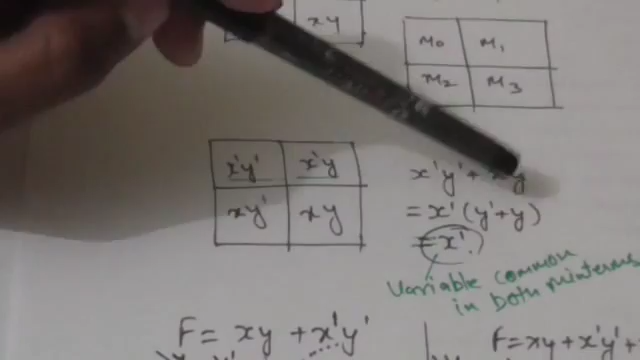 xy
m0 m1
m2 m3
x'y' x'y
xy' xy
x'y' + x'y
= x'(y'+y)
= x'.
Variable common
in both minterms
F = xy + x'y'
F = xy + x'y' +